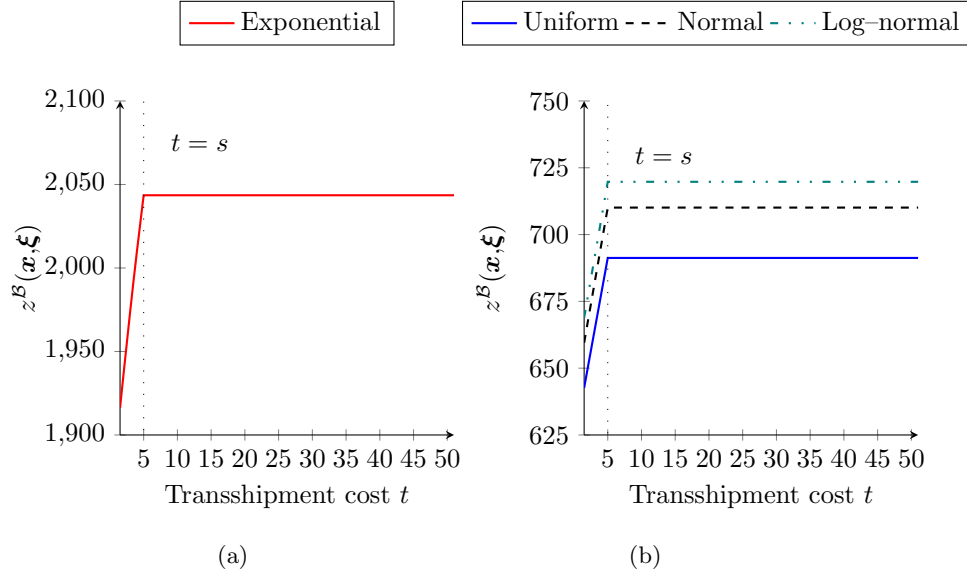 Exponential
Uniform Normal Log–normal
2,100
2,050
2,000
1,950
1,900
t = s
z^ℬ(x,ξ)
5 10 15 20 25 30 35 40 45 50
Transshipment cost t
(a)
750
725
700
675
650
625
t = s
z^ℬ(x,ξ)
5 10 15 20 25 30 35 40 45 50
Transshipment cost t
(b)